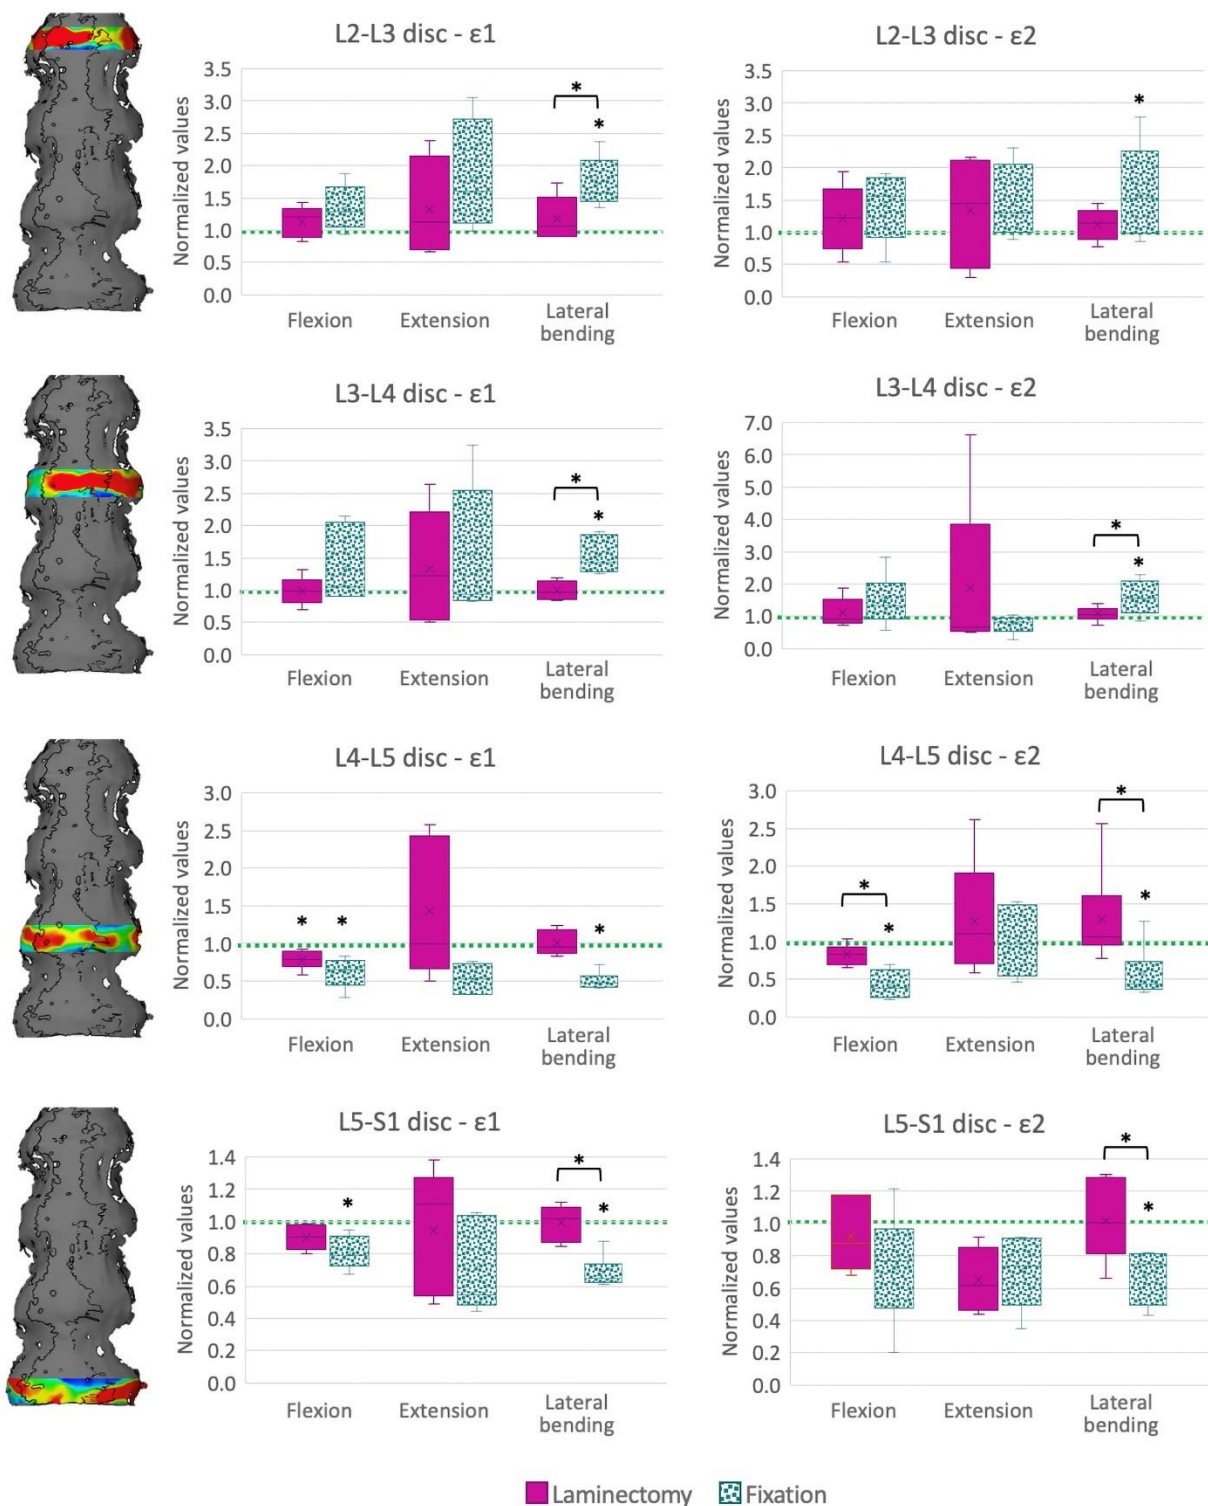 L2-L3 disc - ε1
Normalized values
3.5
3.0
2.5
2.0
1.5
1.0
0.5
0.0
*
*
Flexion
Extension
Lateral
bending
L2-L3 disc - ε2
Normalized values
3.5
3.0
2.5
2.0
1.5
1.0
0.5
0.0
*
Flexion
Extension
Lateral
bending
L3-L4 disc - ε1
Normalized values
3.5
3.0
2.5
2.0
1.5
1.0
0.5
0.0
*
*
Flexion
Extension
Lateral
bending
L3-L4 disc - ε2
Normalized values
7.0
6.0
5.0
4.0
3.0
2.0
1.0
0.0
*
*
Flexion
Extension
Lateral
bending
L4-L5 disc - ε1
Normalized values
3.0
2.5
2.0
1.5
1.0
0.5
0.0
* * *
Flexion
Extension
Lateral
bending
L4-L5 disc - ε2
Normalized values
3.0
2.5
2.0
1.5
1.0
0.5
0.0
*
*
*
*
Flexion
Extension
Lateral
bending
L5-S1 disc - ε1
Normalized values
1.4
1.2
1.0
0.8
0.6
0.4
0.2
0.0
*
*
*
Flexion
Extension
Lateral
bending
L5-S1 disc - ε2
Normalized values
1.4
1.2
1.0
0.8
0.6
0.4
0.2
0.0
*
*
Flexion
Extension
Lateral
bending
Laminectomy
Fixation